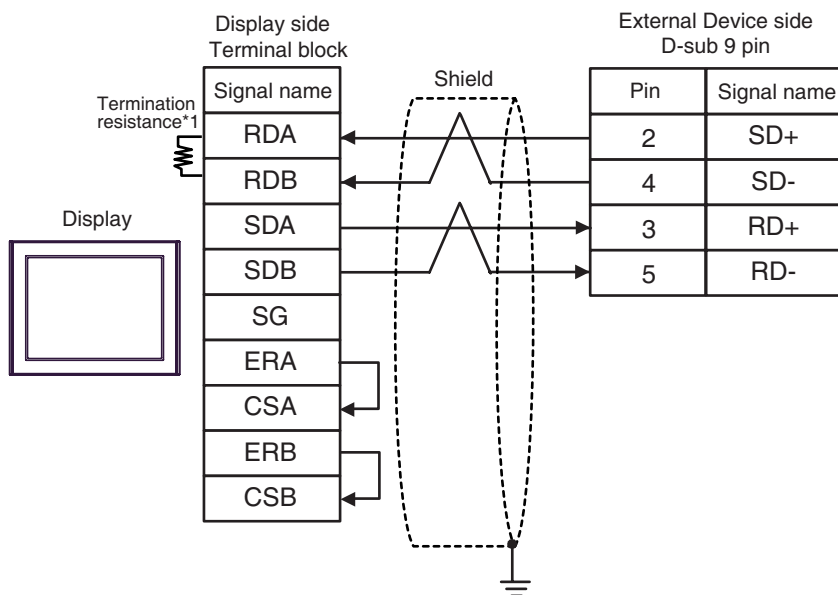 Display side
Terminal block
External Device side
D-sub 9 pin
Shield
Termination
resistance*1
Display
Signal name
RDA
RDB
SDA
SDB
SG
ERA
CSA
ERB
CSB
Pin Signal name
2 SD+
4 SD-
3 RD+
5 RD-